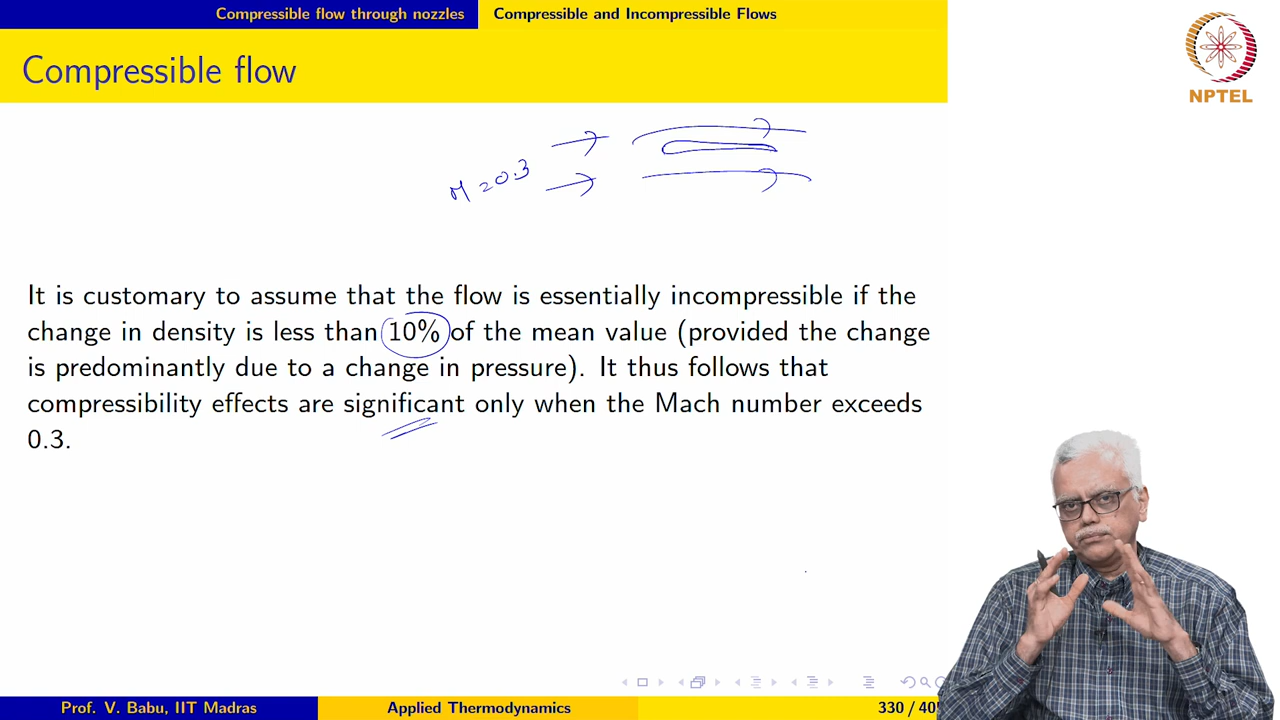 Compressible flow through nozzles Compressible and Incompressible Flows
Compressible flow
NPTEL
M = 0.3
It is customary to assume that the flow is essentially incompressible if the
change in density is less than 10% of the mean value (provided the change
is predominantly due to a change in pressure). It thus follows that
compressibility effects are significant only when the Mach number exceeds
0.3.
Prof. V. Babu, IIT Madras Applied Thermodynamics 330 / 405